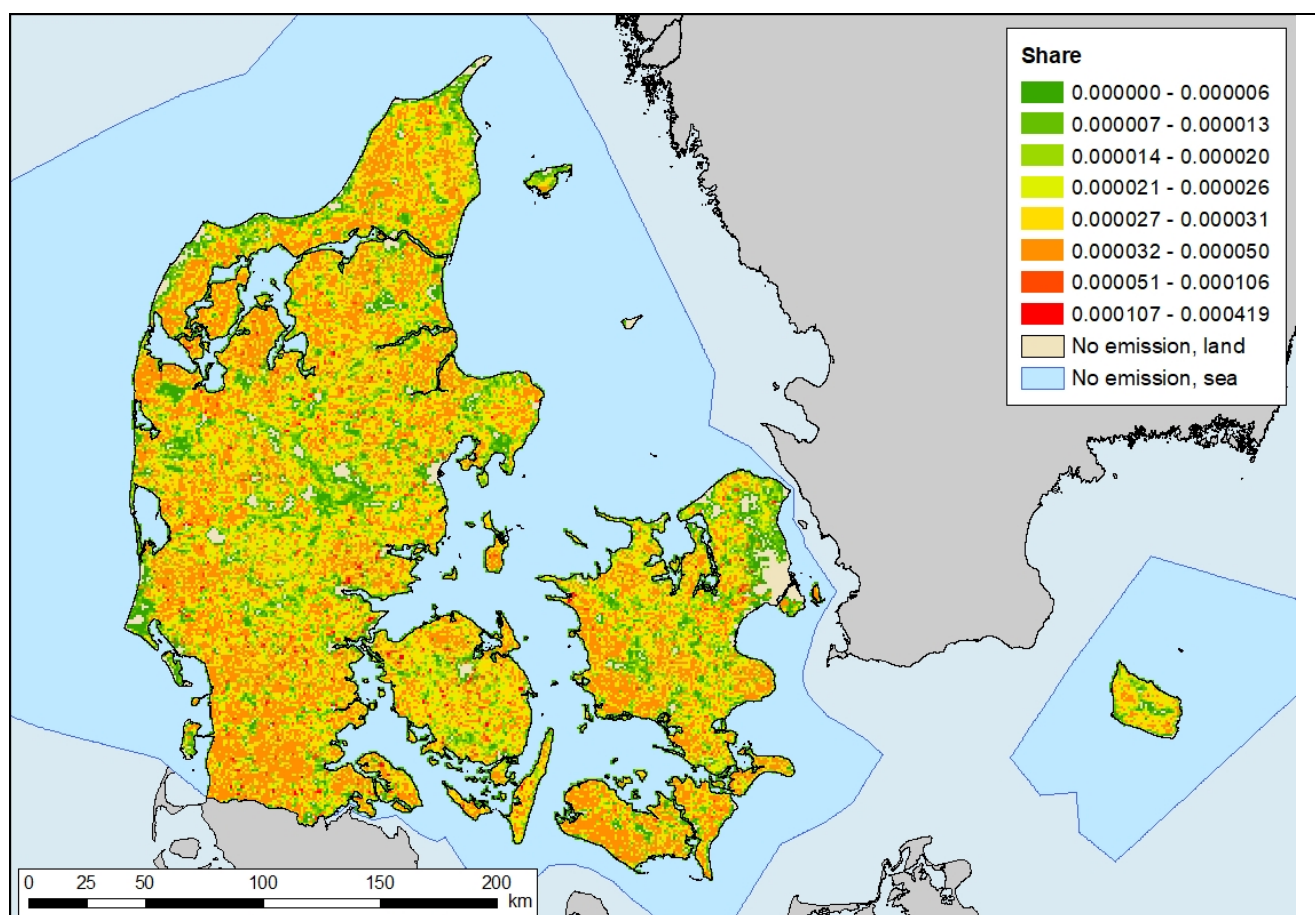 Share
0.000000 - 0.000006
0.000007 - 0.000013
0.000014 - 0.000020
0.000021 - 0.000026
0.000027 - 0.000031
0.000032 - 0.000050
0.000051 - 0.000106
0.000107 - 0.000419
No emission, land
No emission, sea
0 25 50 100 150 200
km